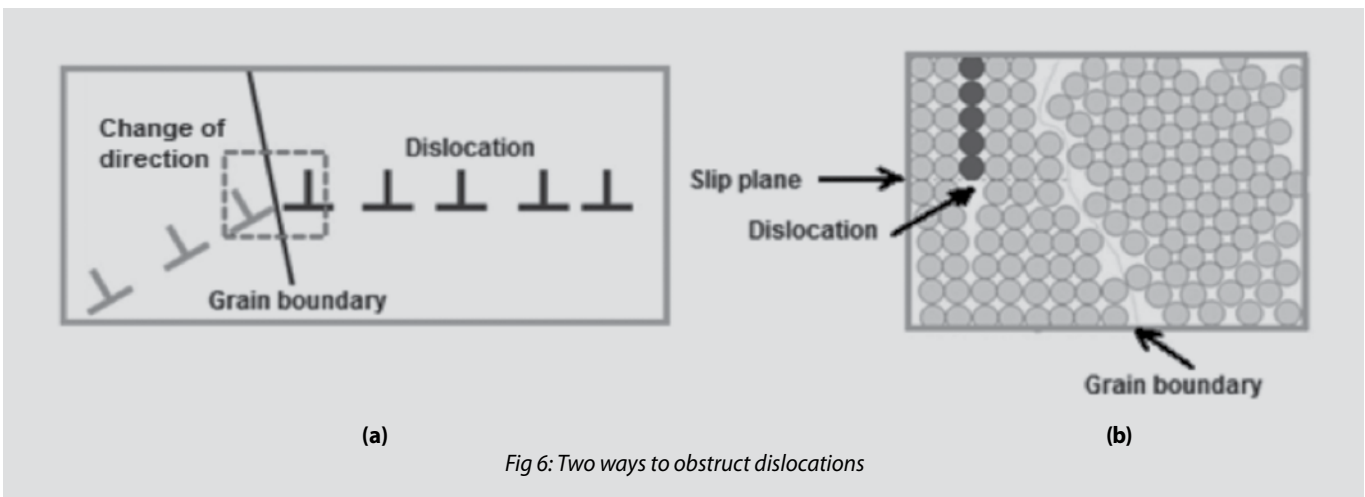 Change of
direction
Dislocation
Grain boundary
Slip plane
Dislocation
Grain boundary
(a)
(b)
Fig 6: Two ways to obstruct dislocations